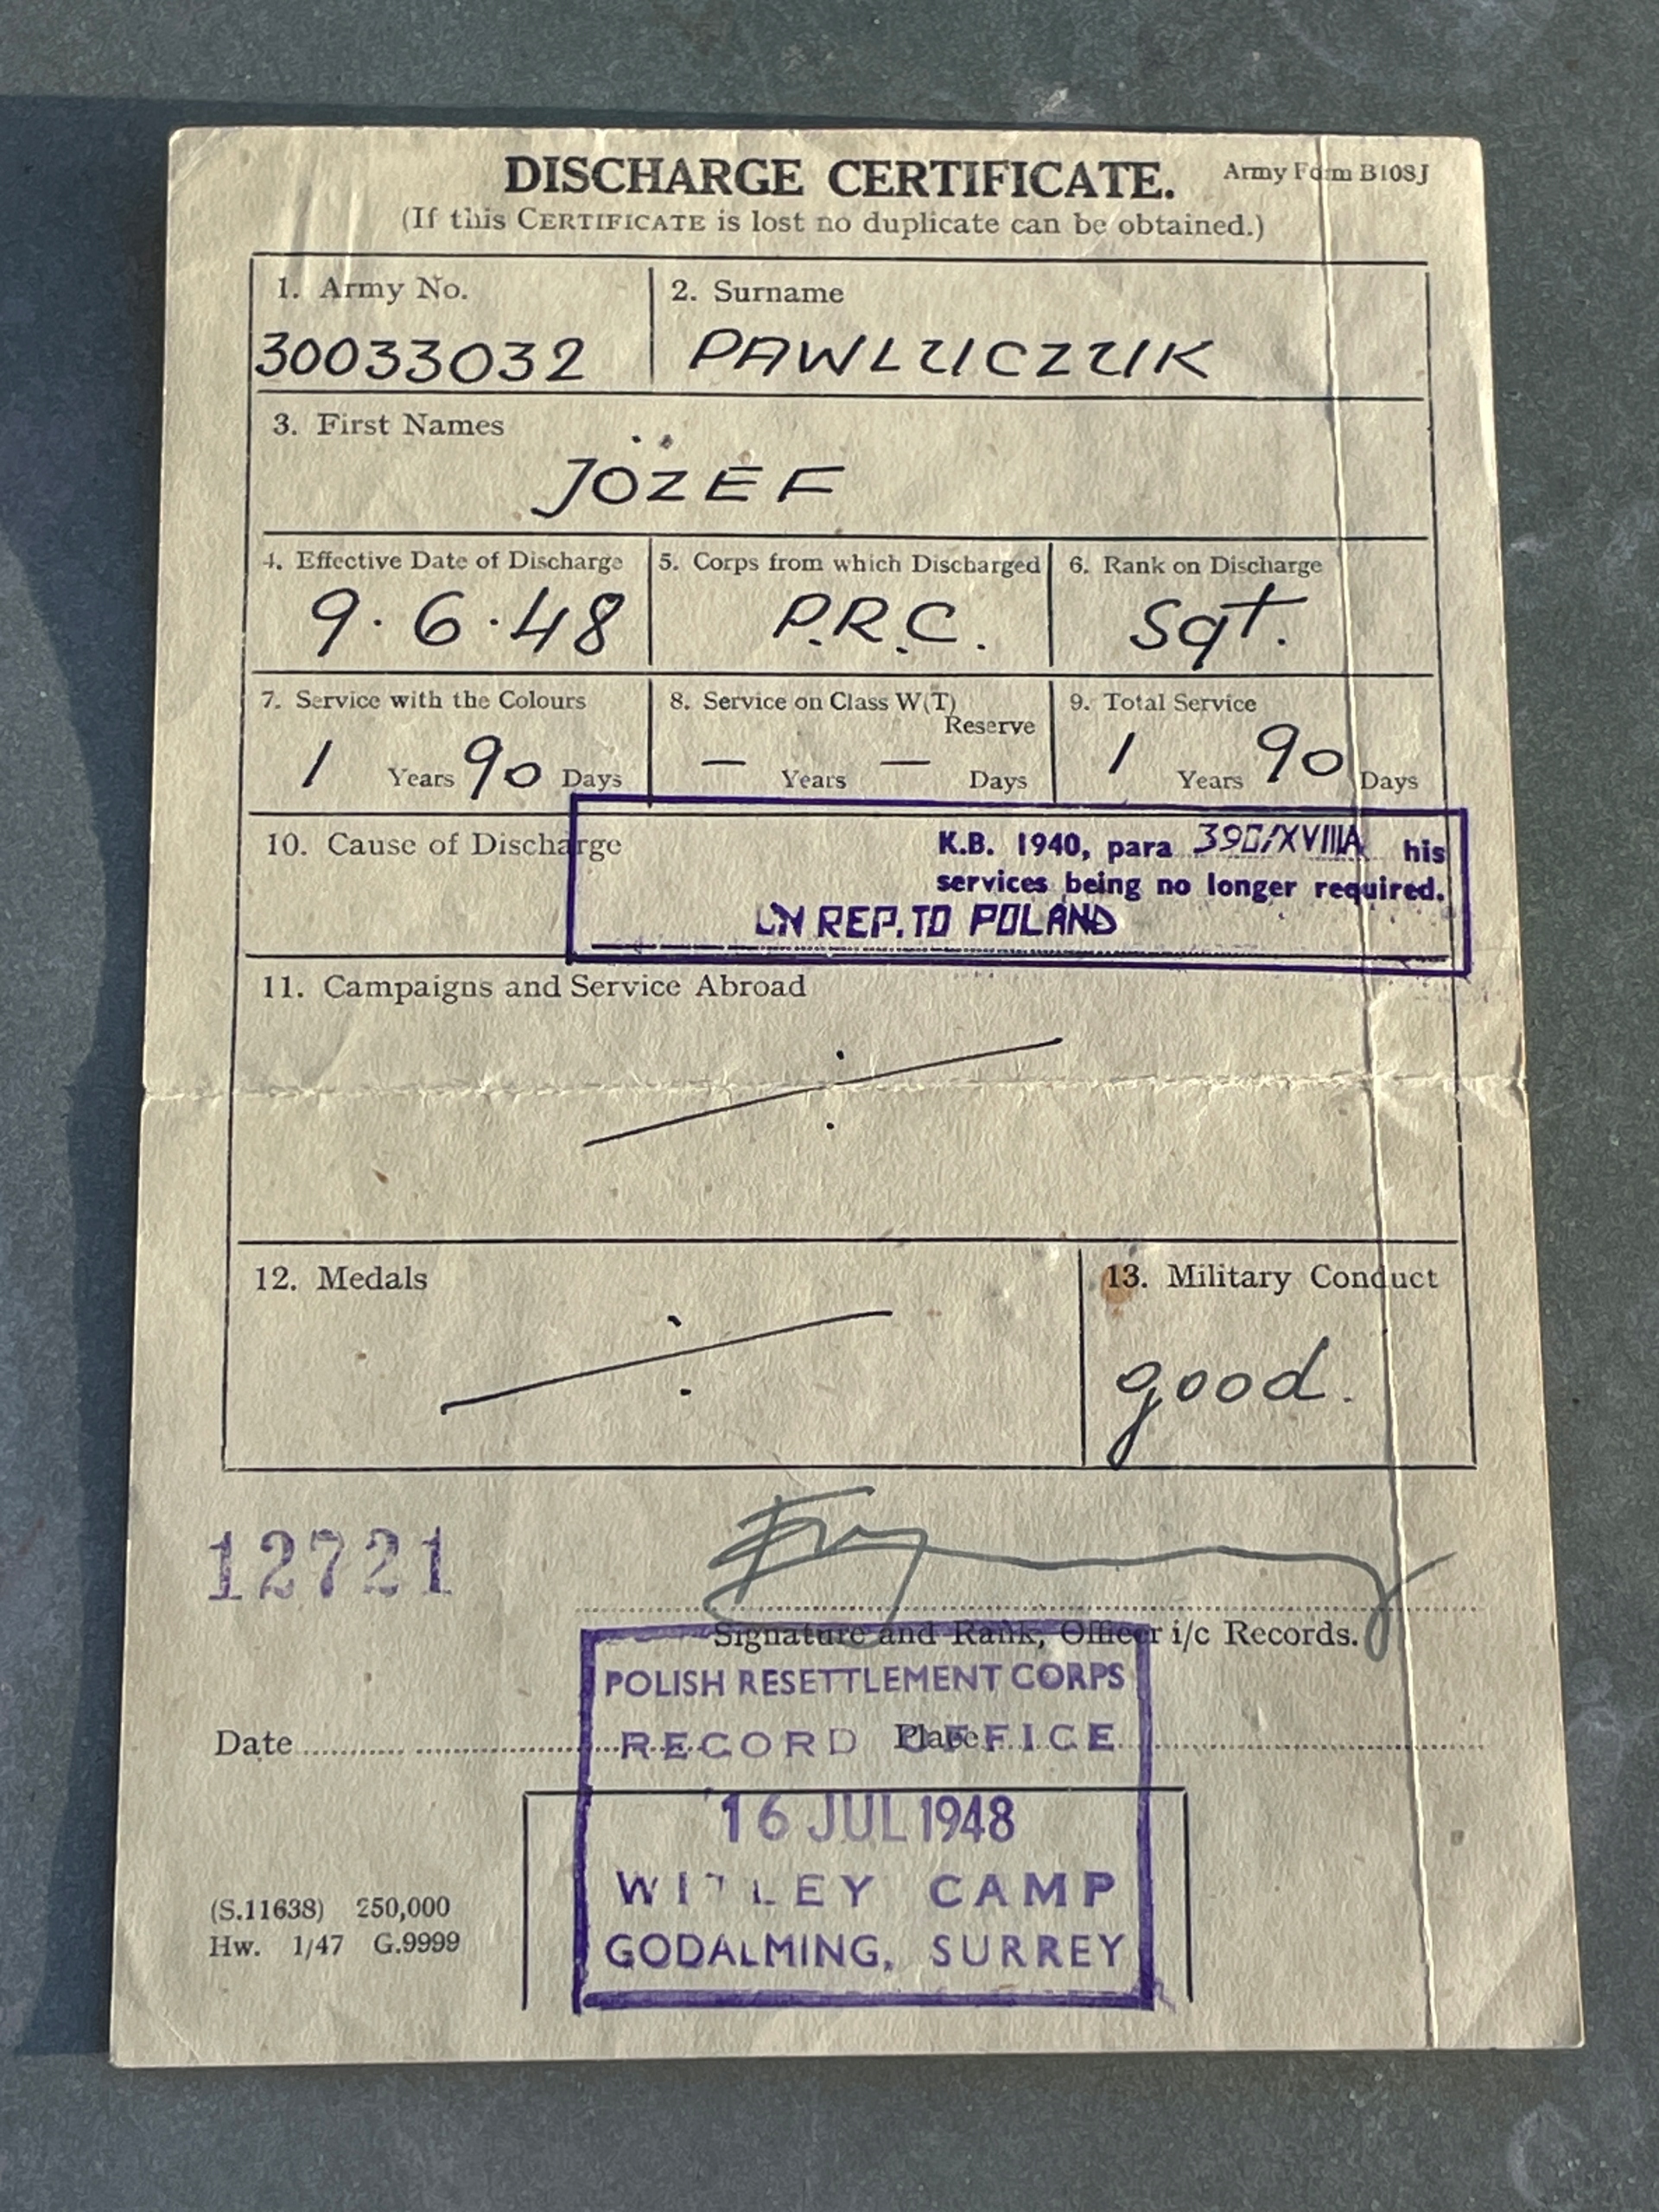 DISCHARGE CERTIFICATE. Army Form B108J
(If this CERTIFICATE is lost no duplicate can be obtained.)
1. Army No. 2. Surname
30033032 PAWLUCZUK
3. First Names
JÓZEF
4. Effective Date of Discharge 5. Corps from which Discharged 6. Rank on Discharge
9.6.48 P.R.C. Sgt.
7. Service with the Colours 8. Service on Class W(T) Reserve 9. Total Service
1 Years 90 Days — Years — Days 1 Years 90 Days
10. Cause of Discharge K.B. 1940, para 390/XVIIIA his
services being no longer required.
ON REP. TO POLAND
11. Campaigns and Service Abroad
12. Medals 13. Military Conduct
good.
12721
Signature and Rank, Officer i/c Records.
POLISH RESETTLEMENT CORPS
Date Place
RECORD OFFICE
16 JUL 1948
WITLEY CAMP
GODALMING, SURREY
(S.11638) 250,000
Hw. 1/47 G.9999